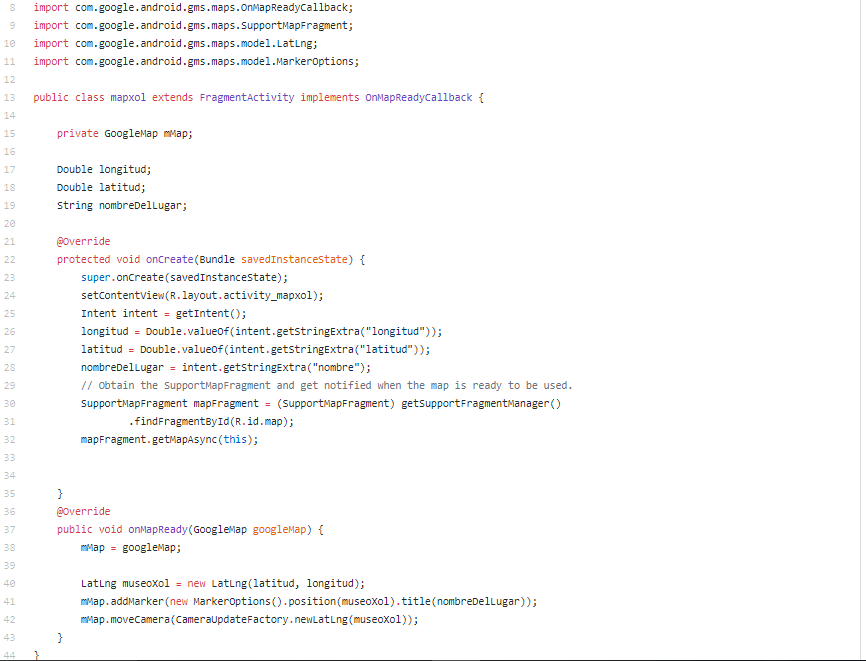 8 import com.google.android.gms.maps.OnMapReadyCallback;
9 import com.google.android.gms.maps.SupportMapFragment;
10 import com.google.android.gms.maps.model.LatLng;
11 import com.google.android.gms.maps.model.MarkerOptions;
12
13 public class mapxol extends FragmentActivity implements OnMapReadyCallback {
14
15 private GoogleMap mMap;
16
17 Double longitud;
18 Double latitud;
19 String nombreDelLugar;
20
21 @Override
22 protected void onCreate(Bundle savedInstanceState) {
23 super.onCreate(savedInstanceState);
24 setContentView(R.layout.activity_mapxol);
25 Intent intent = getIntent();
26 longitud = Double.valueOf(intent.getStringExtra("longitud"));
27 latitud = Double.valueOf(intent.getStringExtra("latitud"));
28 nombreDelLugar = intent.getStringExtra("nombre");
29 // Obtain the SupportMapFragment and get notified when the map is ready to be used.
30 SupportMapFragment mapFragment = (SupportMapFragment) getSupportFragmentManager()
31 .findFragmentById(R.id.map);
32 mapFragment.getMapAsync(this);
33
34
35 }
36 @Override
37 public void onMapReady(GoogleMap googleMap) {
38 mMap = googleMap;
39
40 LatLng museoXol = new LatLng(latitud, longitud);
41 mMap.addMarker(new MarkerOptions().position(museoXol).title(nombreDelLugar));
42 mMap.moveCamera(CameraUpdateFactory.newLatLng(museoXol));
43 }
44 }